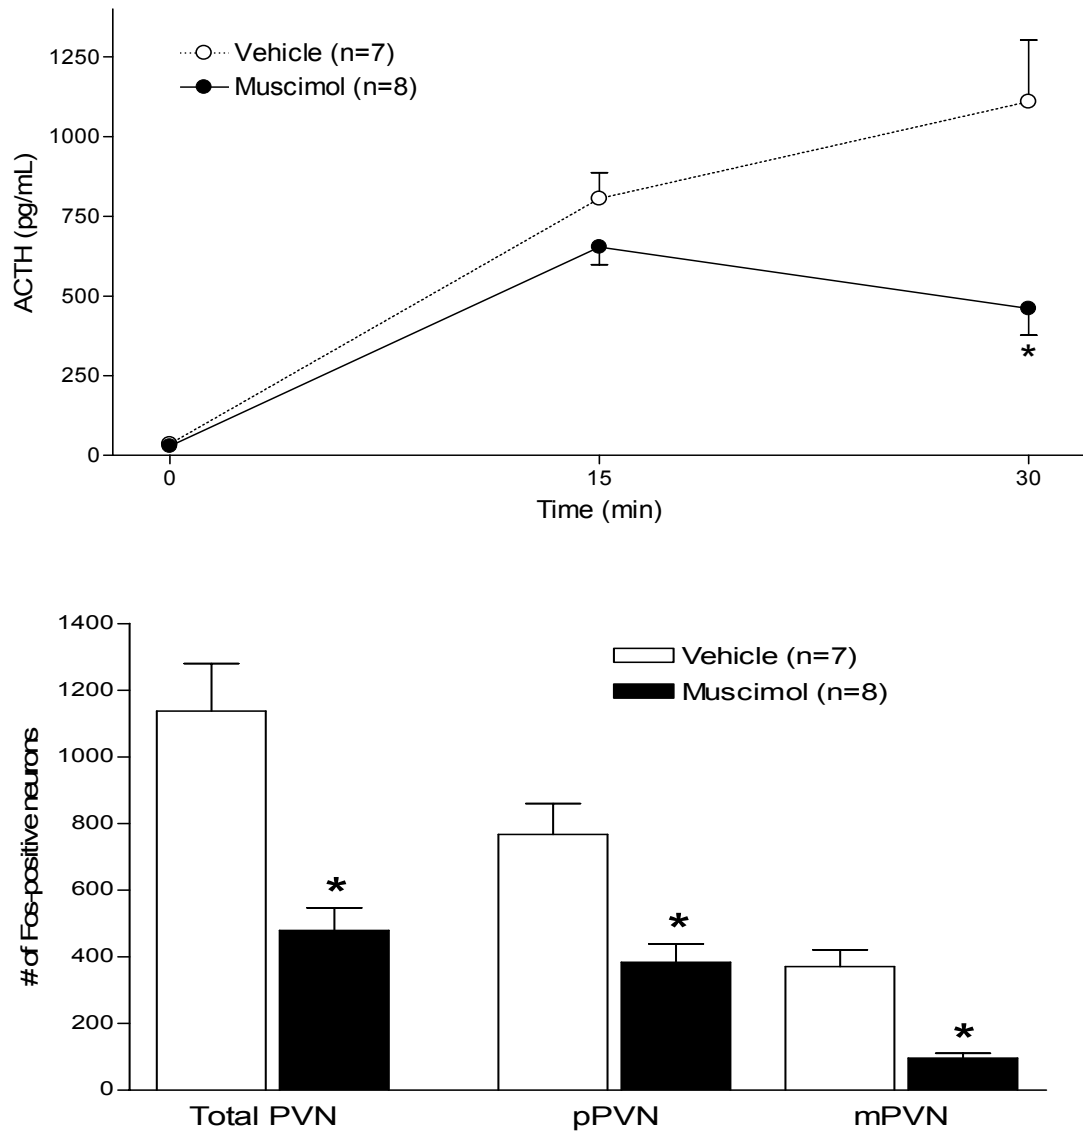 1250
1000
750
500
250
0
ACTH (pg/mL)
Vehicle (n=7)
Muscimol (n=8)
*
0 15 30
Time (min)
1400
1200
1000
800
600
400
200
0
# of Fos-positive neurons
Vehicle (n=7)
Muscimol (n=8)
* * *
Total PVN pPVN mPVN